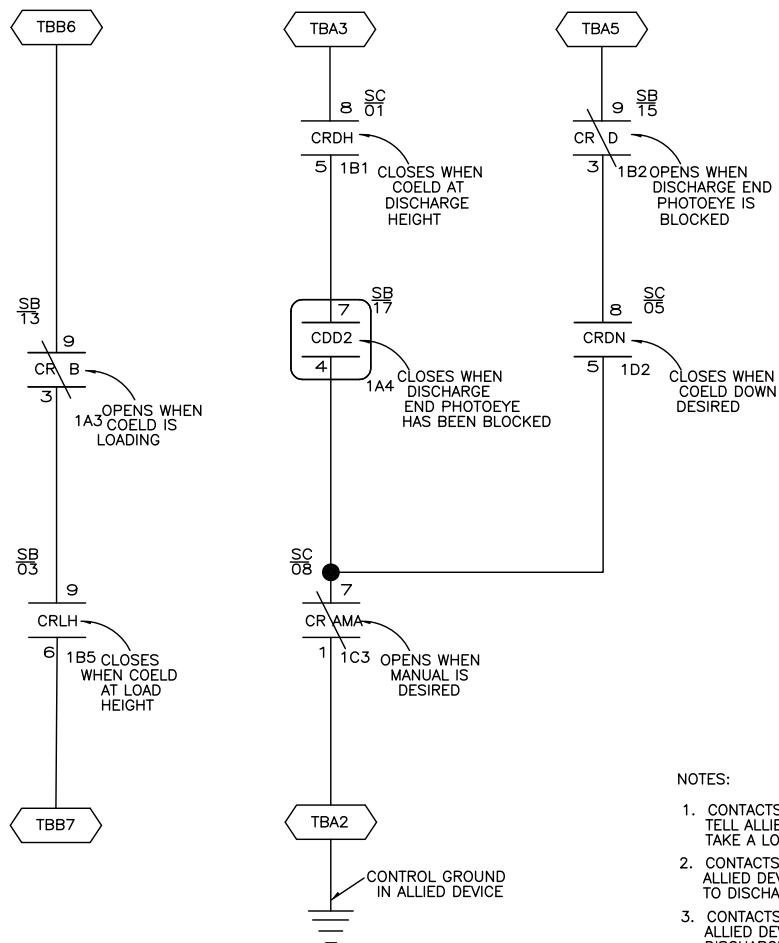 TBB6
TBA3
TBA5
8
SC
01
CRDH
5
1B1
CLOSES WHEN
COELD AT
DISCHARGE
HEIGHT
9
SB
15
CR D
3
1B2
OPENS WHEN
DISCHARGE END
PHOTOEYE IS
BLOCKED
SB
13
9
CR B
3
1A3
OPENS WHEN
COELD IS
LOADING
7
SB
17
CDD2
4
1A4
CLOSES WHEN
DISCHARGE
END PHOTOEYE
HAS BEEN BLOCKED
8
SC
05
CRDN
5
1D2
CLOSES WHEN
COELD DOWN
DESIRED
SB
03
9
CRLH
6
1B5
CLOSES
WHEN COELD
AT LOAD
HEIGHT
SC
08
7
CR AMA
1
1C3
OPENS WHEN
MANUAL IS
DESIRED
TBB7
TBA2
CONTROL GROUND
IN ALLIED DEVICE
NOTES:
1. CONTACTS
TELL ALLIE
TAKE A LO
2. CONTACTS
ALLIED DEV
TO DISCHA
3. CONTACTS
ALLIED DEV